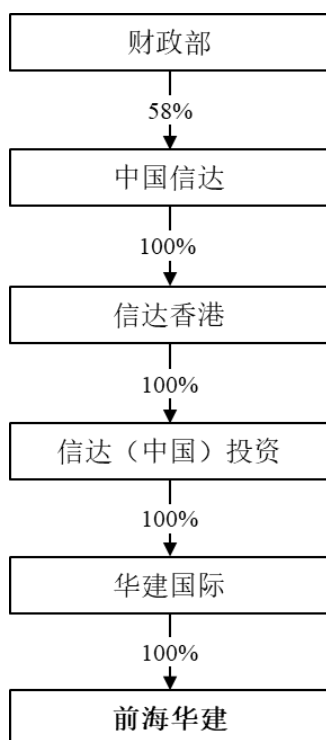 财政部
58%
中国信达
100%
信达香港
100%
信达（中国）投资
100%
华建国际
100%
前海华建